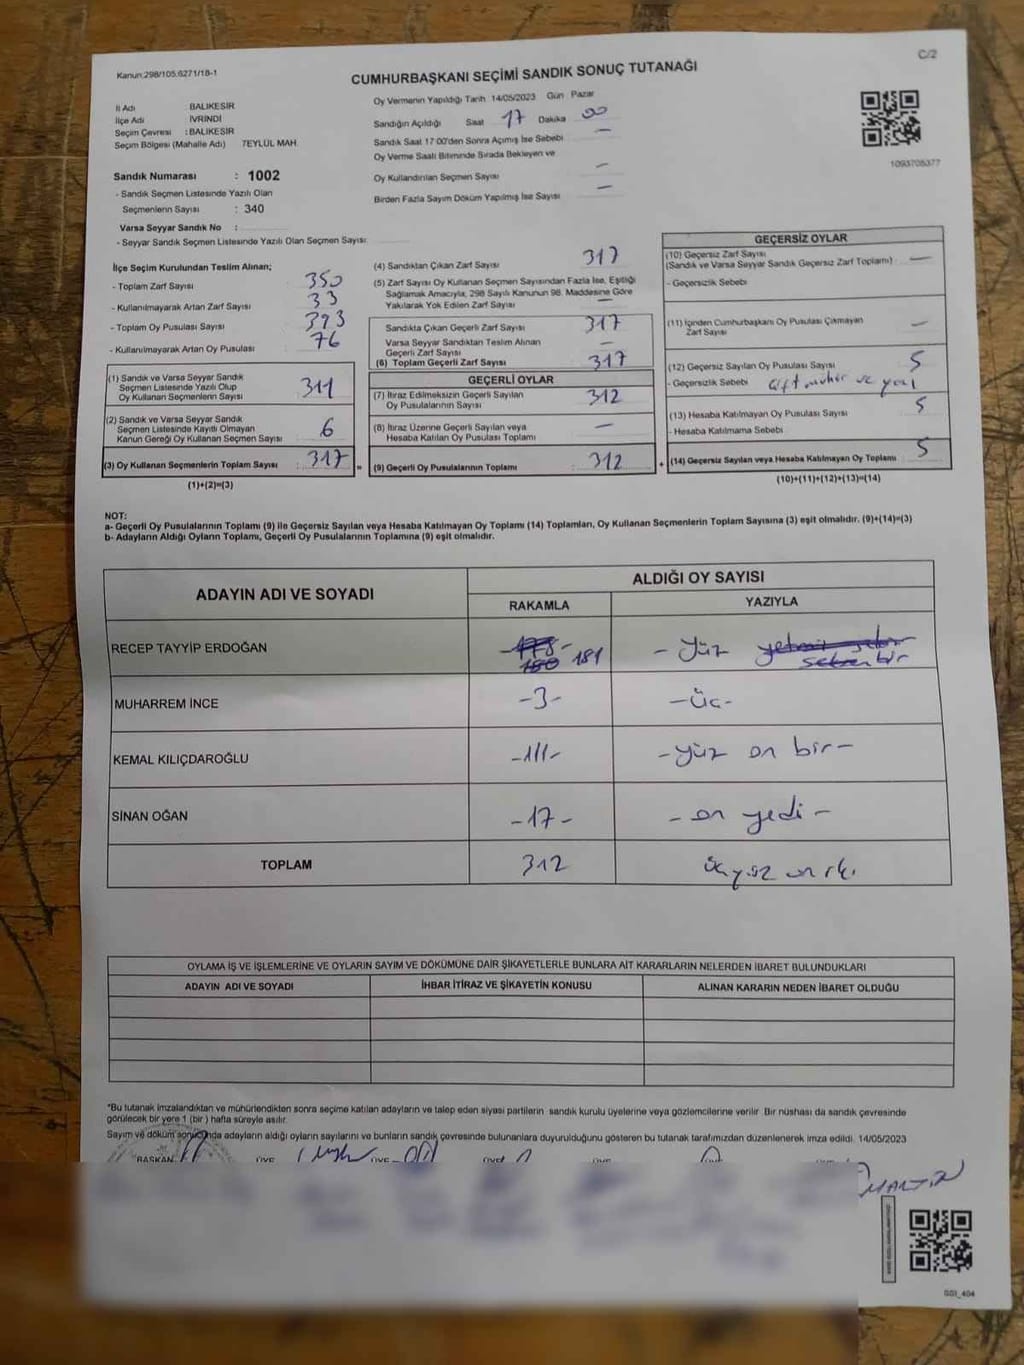 Kanun:298/105.6271/18-1
C/2
CUMHURBAŞKANI SEÇİMİ SANDIK SONUÇ TUTANAĞI
İl Adı : BALIKESİR
İlçe Adı : İVRİNDİ
Seçim Çevresi : BALIKESİR
Seçim Bölgesi (Mahalle Adı) 7EYLÜL MAH.
Oy Vermenin Yapıldığı Tarih 14/05/2023 Gün Pazar
Sandığın Açıldığı Saat 17 Dakika 00
Sandık Saat 17:00'den Sonra Açımış İse Sebebi –
Oy Verme Saati Bitiminde Sırada Bekleyen ve
Oy Kullandırılan Seçmen Sayısı –
Birden Fazla Sayım Döküm Yapılmış İse Sayısı –
1093705377
Sandık Numarası : 1002
- Sandık Seçmen Listesinde Yazılı Olan
Seçmenlerin Sayısı : 340
Varsa Seyyar Sandık No :
- Seyyar Sandık Seçmen Listesinde Yazılı Olan Seçmen Sayısı:
İlçe Seçim Kurulundan Teslim Alınan;
- Toplam Zarf Sayısı : 350
- Kullanılmayarak Artan Zarf Sayısı : 33
- Toplam Oy Pusulası Sayısı : 393
- Kullanılmayarak Artan Oy Pusulası : 76
(1) Sandık ve Varsa Seyyar Sandık
Seçmen Listesinde Yazılı Olup
Oy Kullanan Seçmenlerin Sayısı : 311
(2) Sandık ve Varsa Seyyar Sandık
Seçmen Listesinde Kayıtlı Olmayan
Kanun Gereği Oy Kullanan Seçmen Sayısı : 6
(3) Oy Kullanan Seçmenlerin Toplam Sayısı : 317 =
(1)+(2)=(3)
(4) Sandıktan Çıkan Zarf Sayısı 317
(5) Zarf Sayısı Oy Kullanan Seçmen Sayısından Fazla İse, Eşitliği
Sağlamak Amacıyla, 298 Sayılı Kanunun 98. Maddesine Göre
Yakılarak Yok Edilen Zarf Sayısı –
Sandıkta Çıkan Geçerli Zarf Sayısı 317
Varsa Seyyar Sandıktan Teslim Alınan
Geçerli Zarf Sayısı –
(6) Toplam Geçerli Zarf Sayısı : 317
GEÇERLİ OYLAR
(7) İtiraz Edilmeksizin Geçerli Sayılan
Oy Pusulalarının Sayısı : 312
(8) İtiraz Üzerine Geçerli Sayılan veya
Hesaba Katılan Oy Pusulası Toplamı –
(9) Geçerli Oy Pusulalarının Toplamı : 312 +
GEÇERSİZ OYLAR
(10) Geçersiz Zarf Sayısı
(Sandık ve Varsa Seyyar Sandık Geçersiz Zarf Toplamı) : –
- Geçersizlik Sebebi
(11) İçinden Cumhurbaşkanı Oy Pusulası Çıkmayan
Zarf Sayısı –
(12) Geçersiz Sayılan Oy Pusulası Sayısı 5
- Geçersizlik Sebebi çift mühür ve
(13) Hesaba Katılmayan Oy Pusulası Sayısı 5
- Hesaba Katılmama Sebebi
(14) Geçersiz Sayılan veya Hesaba Katılmayan Oy Toplamı : 5
(10)+(11)+(12)+(13)=(14)
NOT:
a- Geçerli Oy Pusulalarının Toplamı (9) ile Geçersiz Sayılan veya Hesaba Katılmayan Oy Toplamı (14) Toplamları, Oy Kullanan Seçmenlerin Toplam Sayısına (3) eşit olmalıdır. (9)+(14)=(3)
b- Adayların Aldığı Oyların Toplamı, Geçerli Oy Pusulalarının Toplamına (9) eşit olmalıdır.
ADAYIN ADI VE SOYADI
ALDIĞI OY SAYISI
RAKAMLA YAZIYLA
RECEP TAYYİP ERDOĞAN -178- - yüz yetmiş sekiz -
180 181 seksen bir
MUHARREM İNCE -3- -üç-
KEMAL KILIÇDAROĞLU -111- -yüz on bir-
SİNAN OĞAN -17- -on yedi-
TOPLAM 312 üçyüz on iki
OYLAMA İŞ VE İŞLEMLERİNE VE OYLARIN SAYIM VE DÖKÜMÜNE DAİR ŞİKAYETLERLE BUNLARA AİT KARARLARIN NELERDEN İBARET BULUNDUKLARI
ADAYIN ADI VE SOYADI İHBAR İTİRAZ VE ŞİKAYETİN KONUSU ALINAN KARARIN NEDEN İBARET OLDUĞU
*Bu tutanak imzalandıktan ve mühürlendikten sonra seçime katılan adayların ve talep eden siyasi partilerin sandık kurulu üyelerine veya gözlemcilerine verilir. Bir nüshası da sandık çevresinde
görülecek bir yere 1 (bir) hafta süreyle asılır.
Sayım ve döküm sonucunda adayların aldığı oyların sayılarını ve bunların sandık çevresinde bulunanlara duyurulduğunu gösteren bu tutanak tarafımızdan düzenlenerek imza edildi. 14/05/2023
BAŞKAN ÜYE ÜYE ÜYE ÜYE